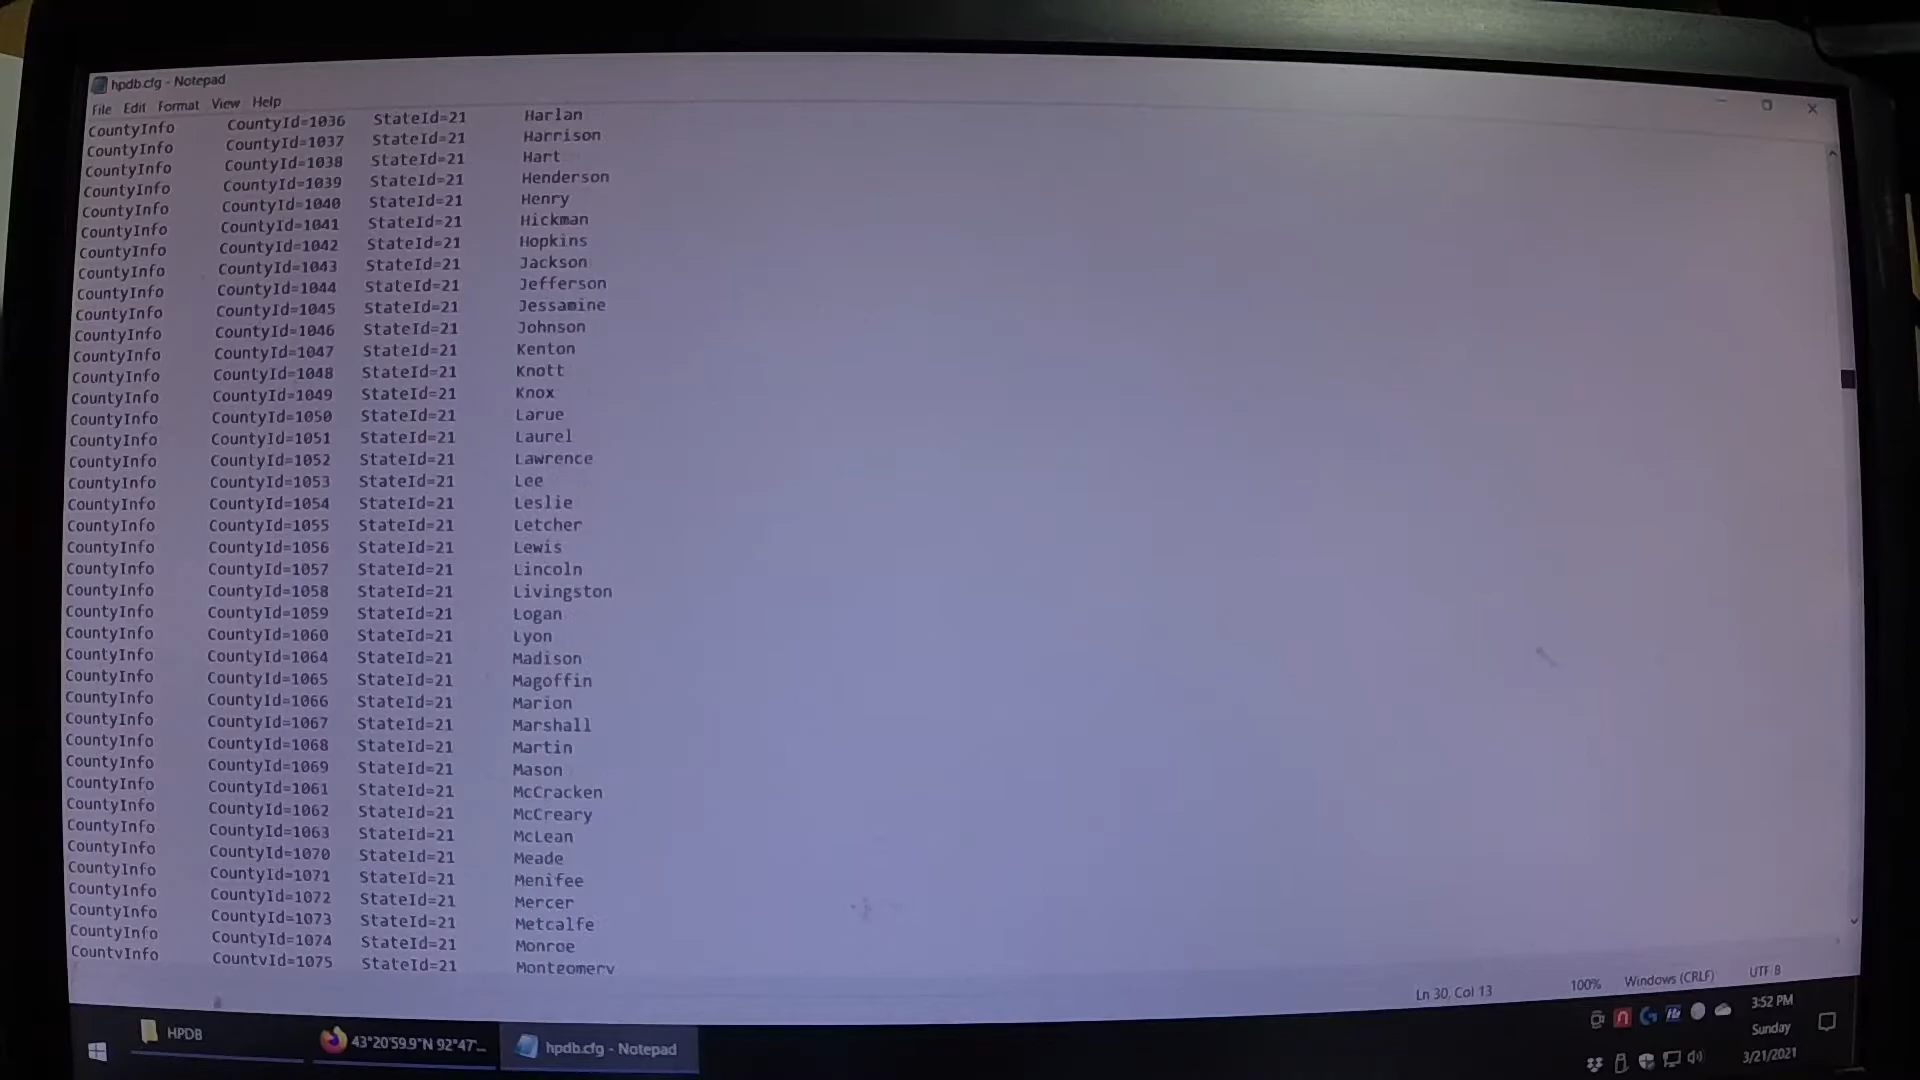 hpdb.cfg - Notepad
File Edit Format View Help
CountyInfo CountyId=1036 StateId=21 Harlan
CountyInfo CountyId=1037 StateId=21 Harrison
CountyInfo CountyId=1038 StateId=21 Hart
CountyInfo CountyId=1039 StateId=21 Henderson
CountyInfo CountyId=1040 StateId=21 Henry
CountyInfo CountyId=1041 StateId=21 Hickman
CountyInfo CountyId=1042 StateId=21 Hopkins
CountyInfo CountyId=1043 StateId=21 Jackson
CountyInfo CountyId=1044 StateId=21 Jefferson
CountyInfo CountyId=1045 StateId=21 Jessamine
CountyInfo CountyId=1046 StateId=21 Johnson
CountyInfo CountyId=1047 StateId=21 Kenton
CountyInfo CountyId=1048 StateId=21 Knott
CountyInfo CountyId=1049 StateId=21 Knox
CountyInfo CountyId=1050 StateId=21 Larue
CountyInfo CountyId=1051 StateId=21 Laurel
CountyInfo CountyId=1052 StateId=21 Lawrence
CountyInfo CountyId=1053 StateId=21 Lee
CountyInfo CountyId=1054 StateId=21 Leslie
CountyInfo CountyId=1055 StateId=21 Letcher
CountyInfo CountyId=1056 StateId=21 Lewis
CountyInfo CountyId=1057 StateId=21 Lincoln
CountyInfo CountyId=1058 StateId=21 Livingston
CountyInfo CountyId=1059 StateId=21 Logan
CountyInfo CountyId=1060 StateId=21 Lyon
CountyInfo CountyId=1064 StateId=21 Madison
CountyInfo CountyId=1065 StateId=21 Magoffin
CountyInfo CountyId=1066 StateId=21 Marion
CountyInfo CountyId=1067 StateId=21 Marshall
CountyInfo CountyId=1068 StateId=21 Martin
CountyInfo CountyId=1069 StateId=21 Mason
CountyInfo CountyId=1061 StateId=21 McCracken
CountyInfo CountyId=1062 StateId=21 McCreary
CountyInfo CountyId=1063 StateId=21 McLean
CountyInfo CountyId=1070 StateId=21 Meade
CountyInfo CountyId=1071 StateId=21 Menifee
CountyInfo CountyId=1072 StateId=21 Mercer
CountyInfo CountyId=1073 StateId=21 Metcalfe
CountyInfo CountyId=1074 StateId=21 Monroe
CountyInfo CountyId=1075 StateId=21 Montgomery
Ln 30, Col 13 100% Windows (CRLF) UTF-8
HPDB
43°20'59.9"N 92°47'...
hpdb.cfg - Notepad
3:52 PM
Sunday
3/21/2021